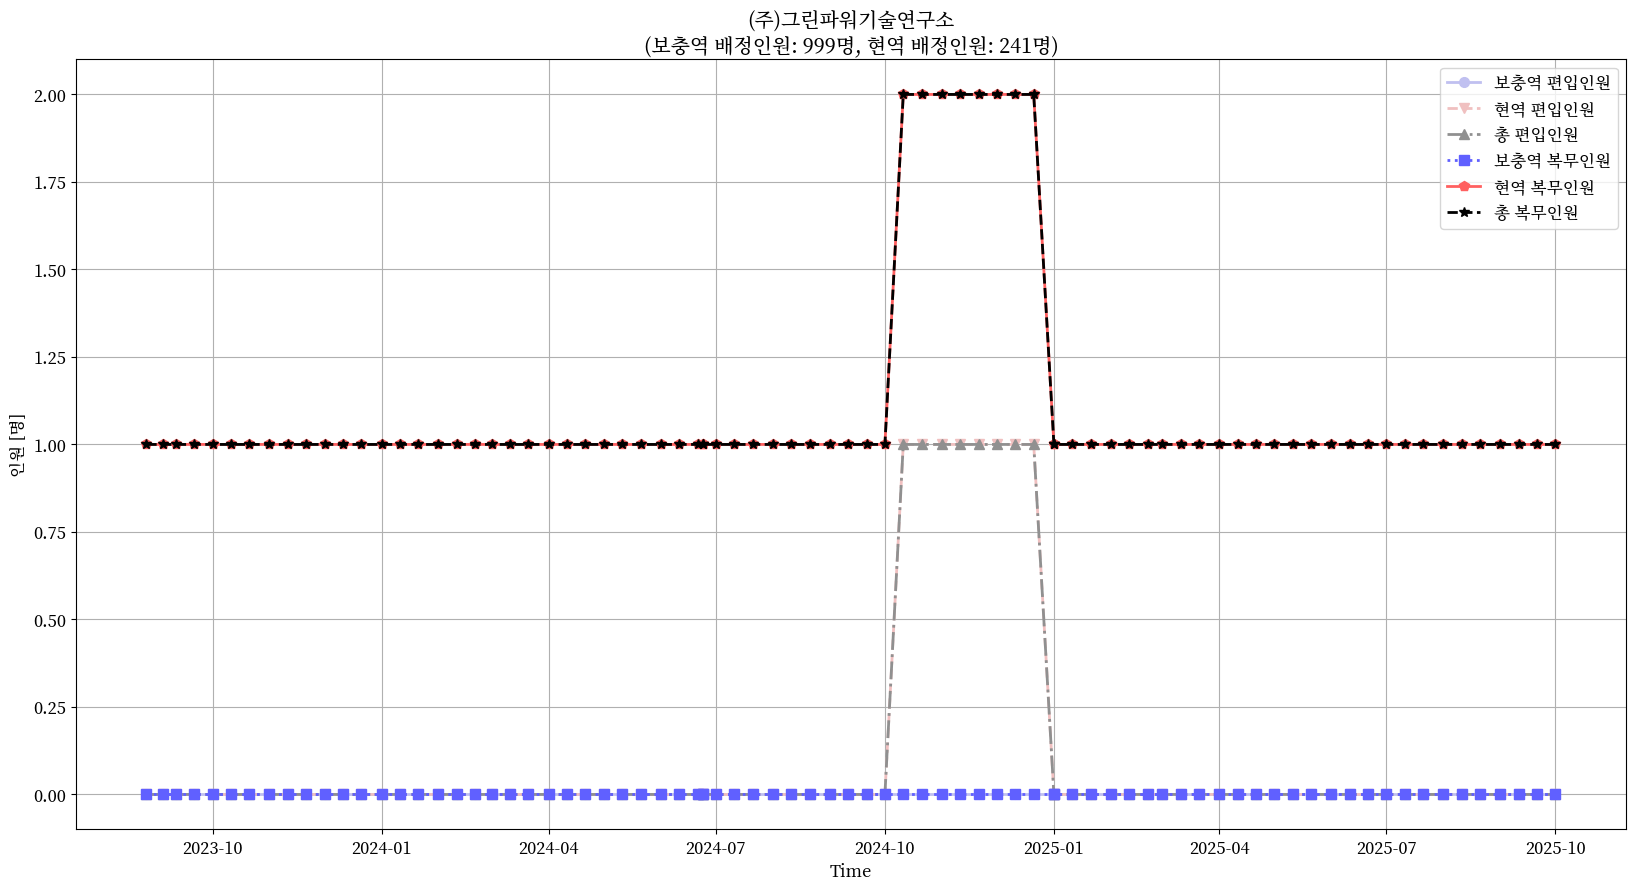 (주)그린파워기술연구소
(보충역 배정인원: 999명, 현역 배정인원: 241명)
보충역 편입인원
현역 편입인원
총 편입인원
보충역 복무인원
현역 복무인원
총 복무인원
인원 [명]
2.00
1.75
1.50
1.25
1.00
0.75
0.50
0.25
0.00
2023-10 2024-01 2024-04 2024-07 2024-10 2025-01 2025-04 2025-07 2025-10
Time